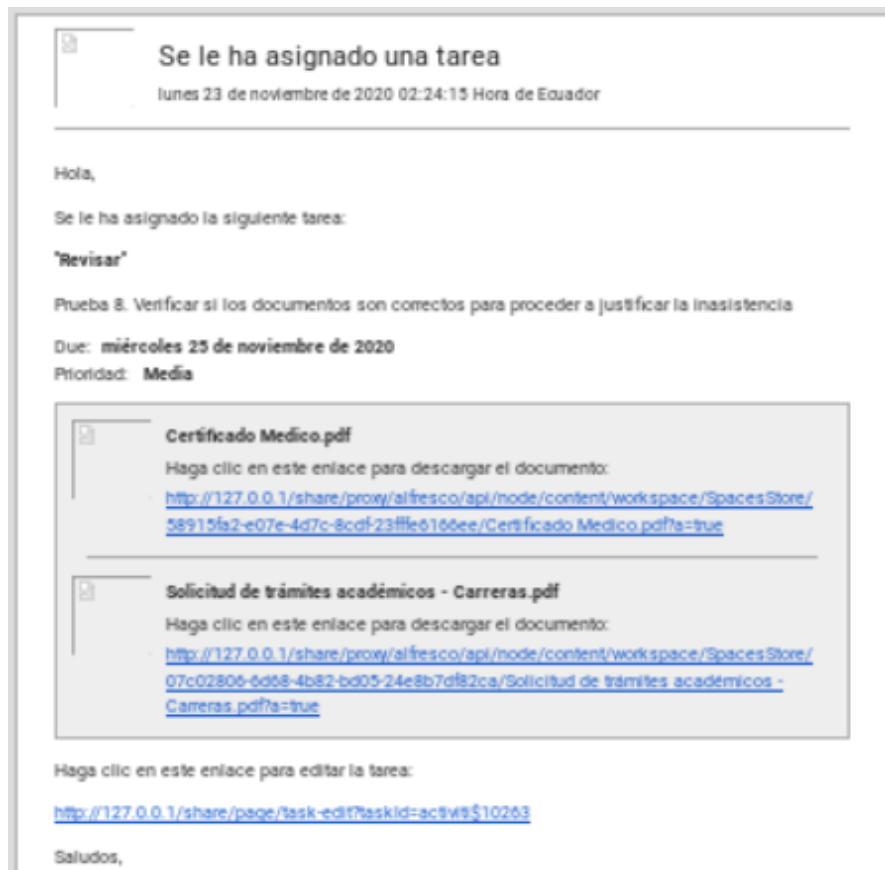 Se le ha asignado una tarea
lunes 23 de noviembre de 2020 02:24:15 Hora de Ecuador
Hola,
Se le ha asignado la siguiente tarea:
"Revisar"
Prueba 8. Verificar si los documentos son correctos para proceder a justificar la inasistencia
Due: miércoles 25 de noviembre de 2020
Prioridad: Media
Certificado Medico.pdf
Haga clic en este enlace para descargar el documento:
http://127.0.0.1/share/proxy/alfresco/api/node/content/workspace/SpacesStore/
58915fa2-e07e-4d7c-8cdf-23fffe6166ee/Certificado Medico.pdf?a=true
Solicitud de trámites académicos - Carreras.pdf
Haga clic en este enlace para descargar el documento:
http://127.0.0.1/share/proxy/alfresco/api/node/content/workspace/SpacesStore/
07c02806-6d68-4b82-bd05-24e8b7df82ca/Solicitud de trámites académicos -
Carreras.pdf?a=true
Haga clic en este enlace para editar la tarea:
http://127.0.0.1/share/page/task-edit?taskId=activiti$10263
Saludos,